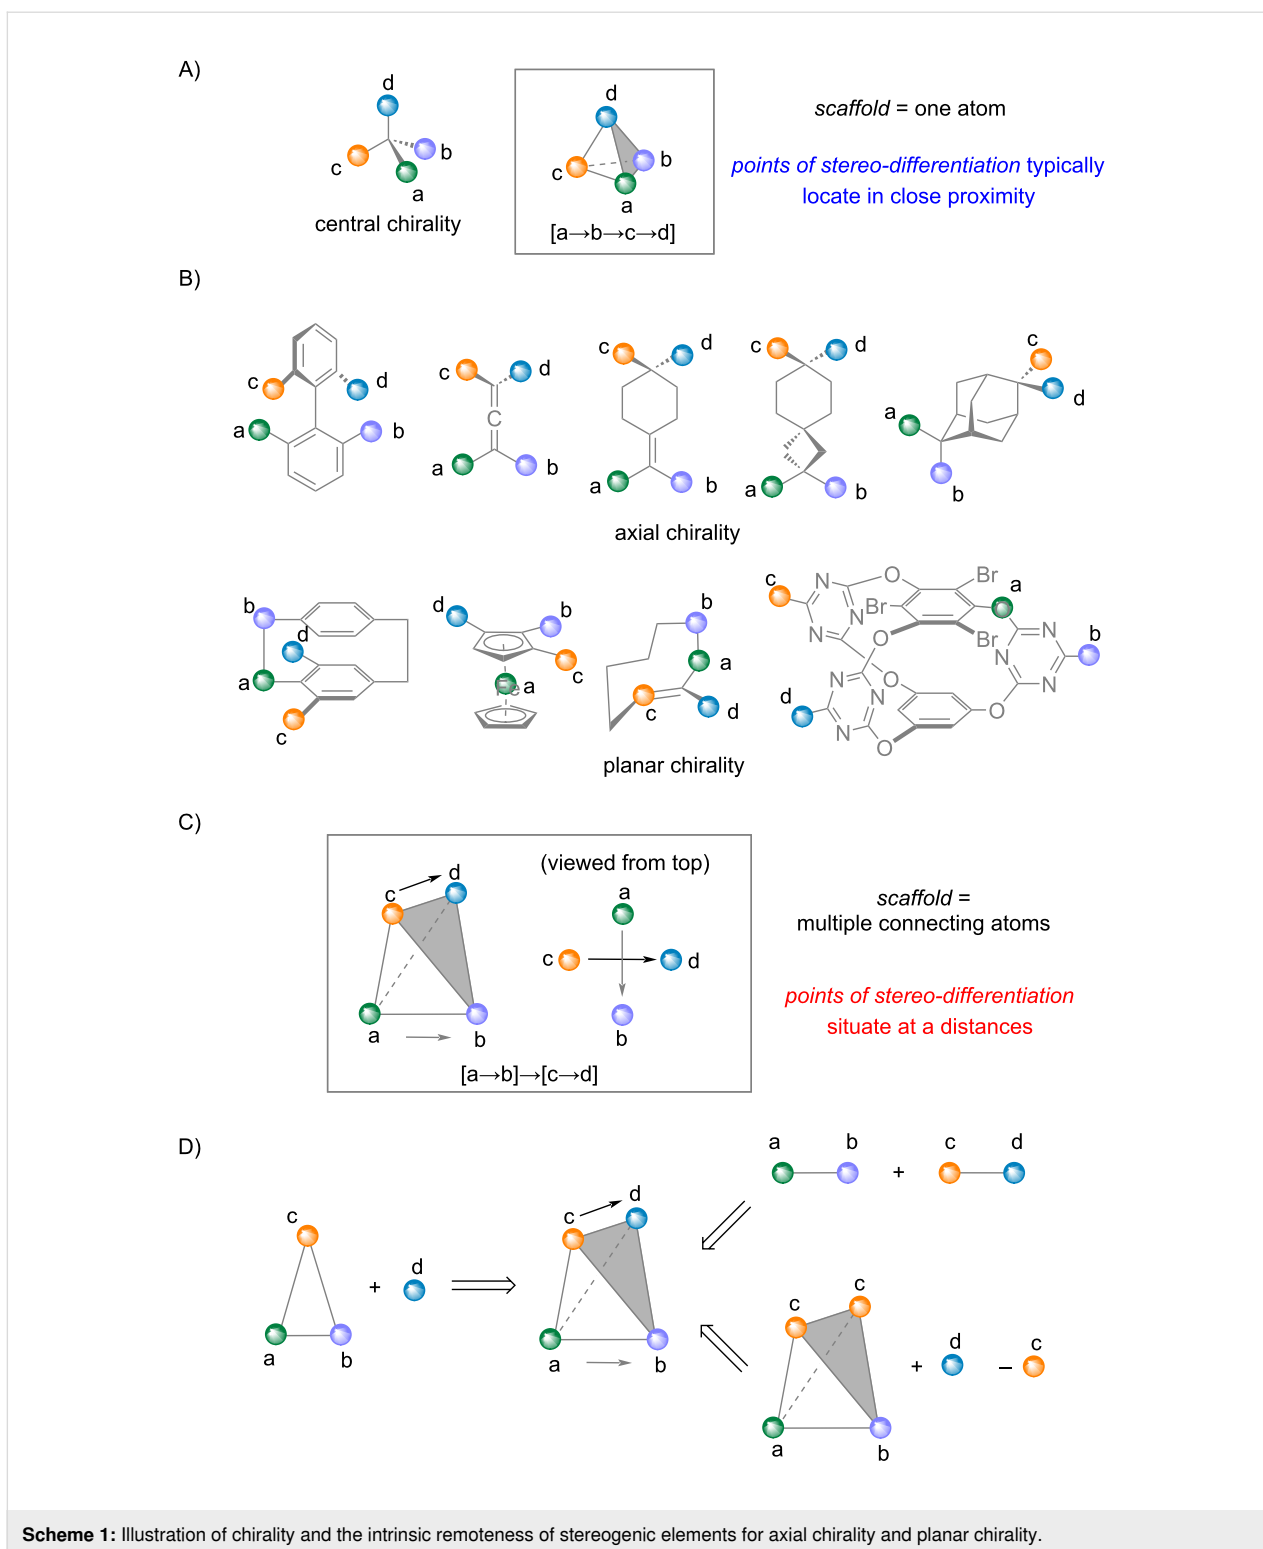 A)
d
c
b
a
central chirality
d
c
b
a
[a→b→c→d]
scaffold = one atom
points of stereo-differentiation typically
locate in close proximity
B)
c
d
a
b
c
d
C
a
b
c
d
a
b
c
d
a
b
c
d
a
b
axial chirality
b
d
a
c
d
b
c
Fe
a
b
a
c
d
c
N
N
N
O
Br
Br
Br
a
O
N
N
N
b
d
N
N
N
O
O
O
planar chirality
C)
c
d
a
b
(viewed from top)
a
c
d
b
[a→b]→[c→d]
scaffold =
multiple connecting atoms
points of stereo-differentiation
situate at a distances
D)
a
b
+
c
d
c
a
b
+
d
c
d
a
b
c
c
a
b
+
d
–
c
Scheme 1: Illustration of chirality and the intrinsic remoteness of stereogenic elements for axial chirality and planar chirality.